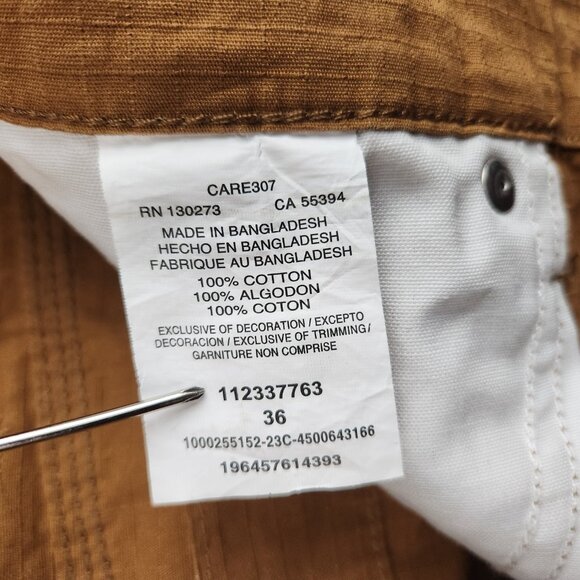 CARE307
RN 130273 CA 55394
MADE IN BANGLADESH
HECHO EN BANGLADESH
FABRIQUE AU BANGLADESH
100% COTTON
100% ALGODON
100% COTON
EXCLUSIVE OF DECORATION / EXCEPTO
DECORACION / EXCLUSIVE OF TRIMMING /
GARNITURE NON COMPRISE
112337763
36
1000255152-23C-4500643166
196457614393